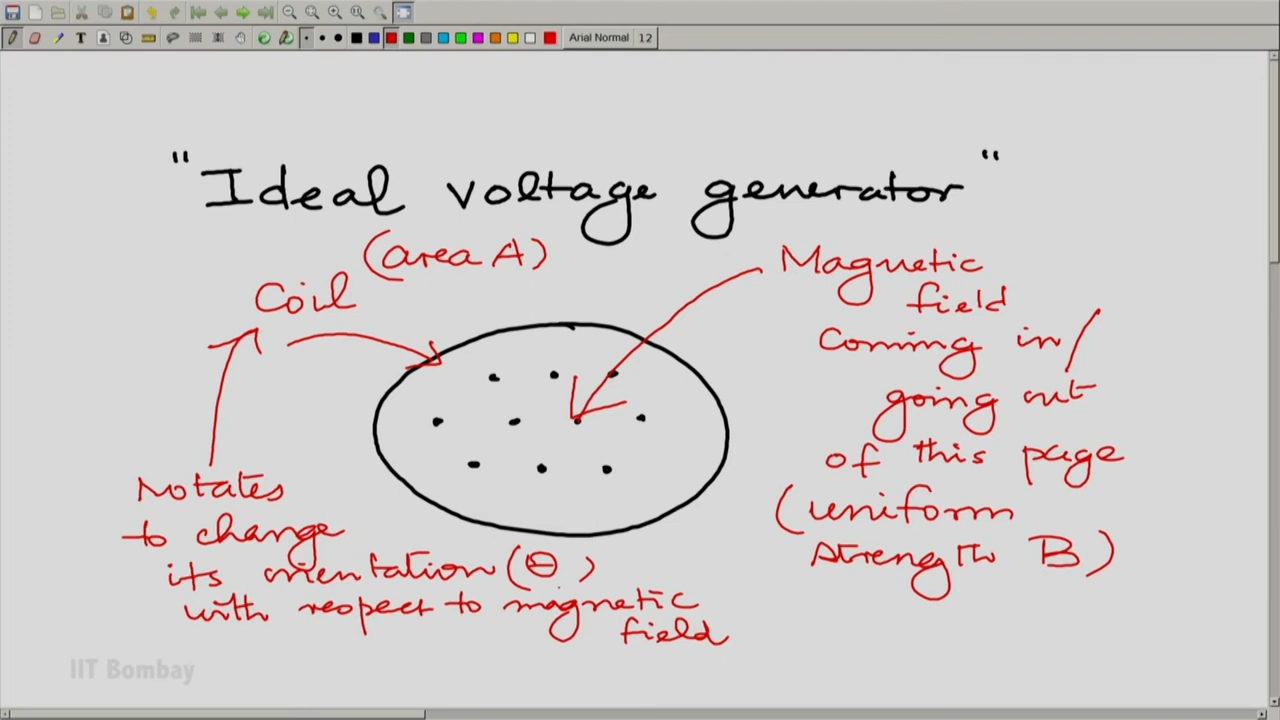 Arial Normal 12
"Ideal voltage generator"
(area A)
Coil
Magnetic
field
coming in/
going out
of this page
(uniform
strength B)
rotates
to change
its orientation (θ)
with respect to magnetic
field
IIT Bombay